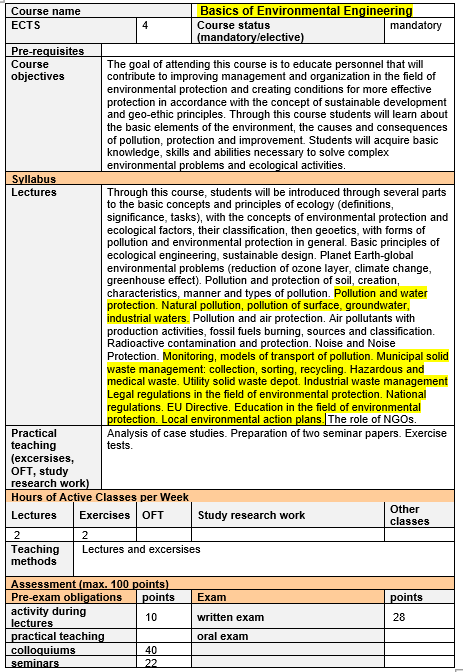 Course name Basics of Environmental Engineering
ECTS 4 Course status (mandatory/elective) mandatory
Pre-requisites
Course objectives
The goal of attending this course is to educate personnel that will
contribute to improving management and organization in the field of
environmental protection and creating conditions for more effective
protection in accordance with the concept of sustainable development
and geo-ethic principles. Through this course students will learn about
the basic elements of the environment, the causes and consequences
of pollution, protection and improvement. Students will acquire basic
knowledge, skills and abilities necessary to solve complex
environmental problems and ecological activities.
Syllabus
Lectures
Through this course, students will be introduced through several parts
to the basic concepts and principles of ecology (definitions,
significance, tasks), with the concepts of environmental protection and
ecological factors, their classification, then geoetics, with forms of
pollution and environmental protection in general. Basic principles of
ecological engineering, sustainable design. Planet Earth-global
environmental problems (reduction of ozone layer, climate change,
greenhouse effect). Pollution and protection of soil, creation,
characteristics, manner and types of pollution. Pollution and water
protection. Natural pollution, pollution of surface, groundwater,
industrial waters. Pollution and air protection. Air pollutants with
production activities, fossil fuels burning, sources and classification.
Radioactive contamination and protection. Noise and Noise
Protection. Monitoring, models of transport of pollution. Municipal solid
waste management: collection, sorting, recycling. Hazardous and
medical waste. Utility solid waste depot. Industrial waste management
Legal regulations in the field of environmental protection. National
regulations. EU Directive. Education in the field of environmental
protection. Local environmental action plans. The role of NGOs.
Practical
teaching
(excersises,
OFT, study
research work)
Analysis of case studies. Preparation of two seminar papers. Exercise
tests.
Hours of Active Classes per Week
Lectures Exercises OFT Study research work Other classes
2 2
Teaching methods Lectures and excersises
Assessment (max. 100 points)
Pre-exam obligations points Exam points
activity during lectures 10 written exam 28
practical teaching oral exam
colloquiums 40
seminars 22